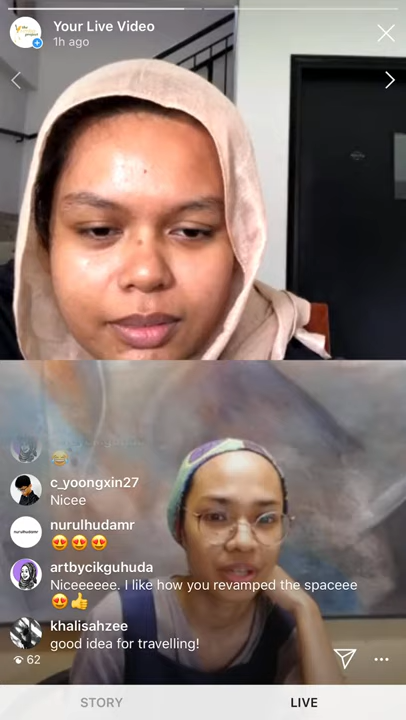 Your Live Video
1h ago
c_yoongxin27
Nicee
nurulhudamr
😍😍😍
artbycikguhuda
Niceeeeee. I like how you revamped the spaceee
😍👍
khalisahzee
good idea for travelling!
62
STORY
LIVE